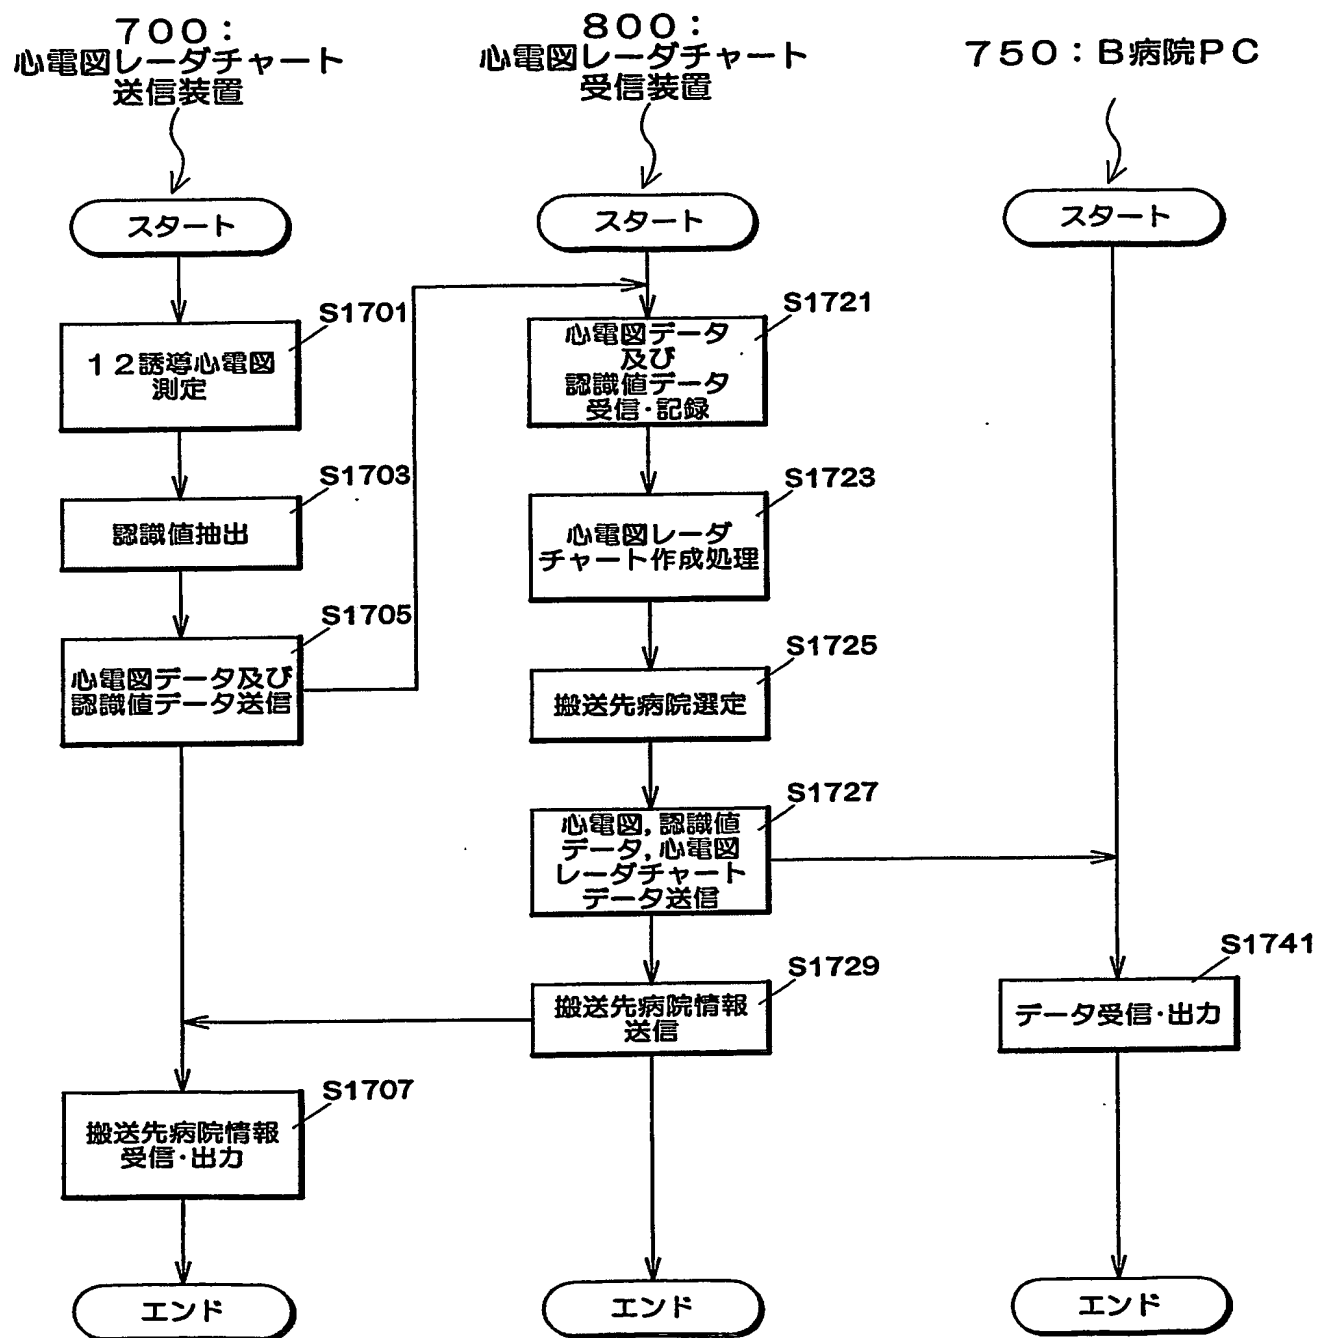 700:
心電図レーダチャート
送信装置
スタート
S1701
12誘導心電図
測定
S1703
認識値抽出
S1705
心電図データ及び
認識値データ送信
S1707
搬送先病院情報
受信・出力
エンド
800:
心電図レーダチャート
受信装置
スタート
S1721
心電図データ
及び
認識値データ
受信・記録
S1723
心電図レーダ
チャート作成処理
S1725
搬送先病院選定
S1727
心電図,認識値
データ,心電図
レーダチャート
データ送信
S1729
搬送先病院情報
送信
エンド
750:B病院PC
スタート
S1741
データ受信・出力
エンド